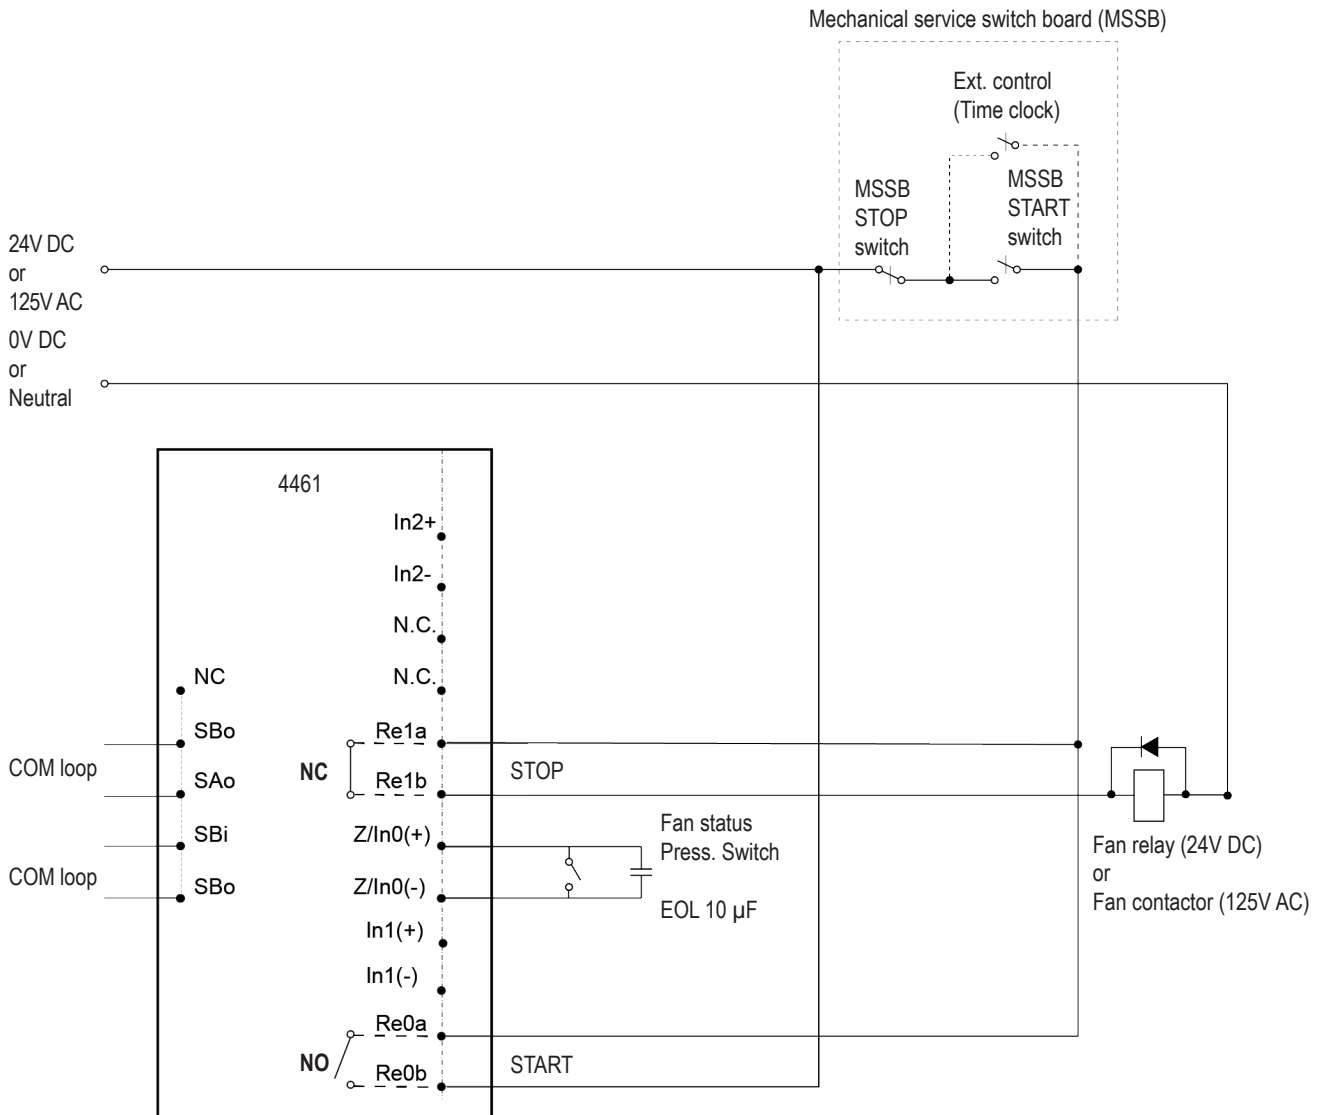 Mechanical service switch board (MSSB)
Ext. control
(Time clock)
MSSB
STOP
switch
MSSB
START
switch
24V DC
or
125V AC
0V DC
or
Neutral
4461
In2+
In2-
N.C.
N.C.
NC
SBo
SAo
SBi
SBo
COM loop
COM loop
NC
Re1a
Re1b
STOP
Z/In0(+)
Z/In0(-)
Fan status
Press. Switch
EOL 10 µF
Fan relay (24V DC)
or
Fan contactor (125V AC)
In1(+)
In1(-)
NO
Re0a
Re0b
START